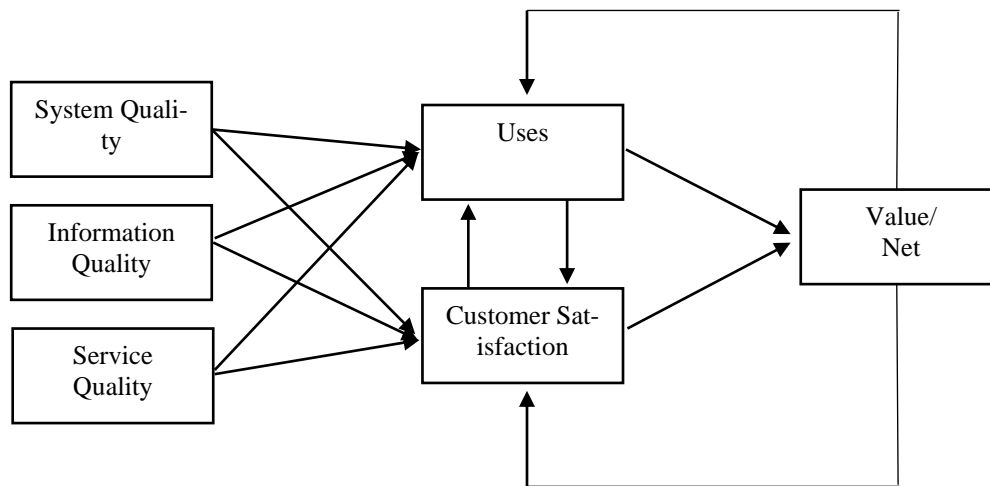 System Quali-
ty
Information
Quality
Service
Quality
Uses
Customer Sat-
isfaction
Value/
Net